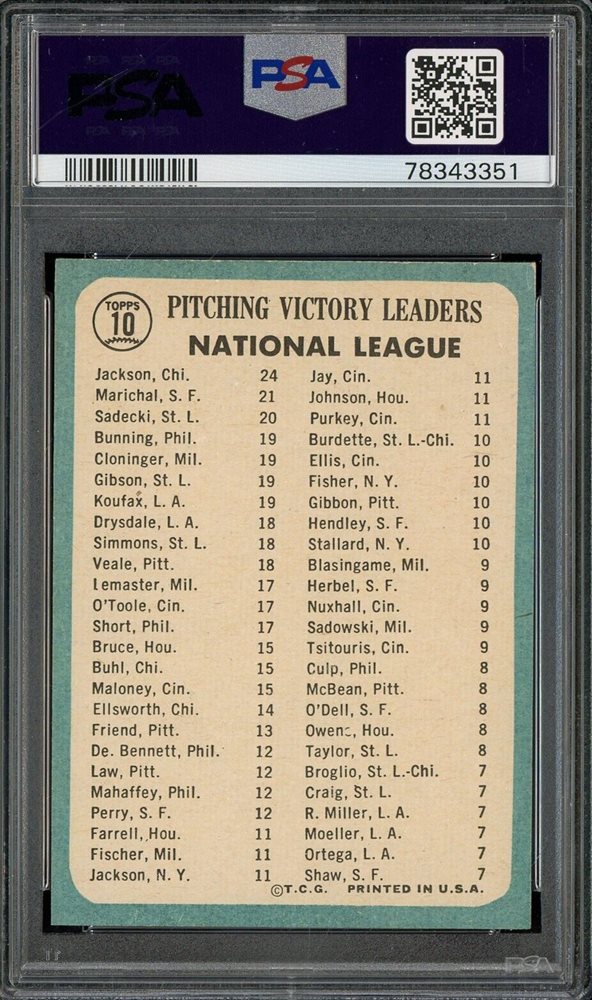 PSA
PSA
78343351
TOPPS
10
PITCHING VICTORY LEADERS
NATIONAL LEAGUE
Jackson, Chi. 24
Marichal, S. F. 21
Sadecki, St. L. 20
Bunning, Phil. 19
Cloninger, Mil. 19
Gibson, St. L. 19
Koufax, L. A. 19
Drysdale, L. A. 18
Simmons, St. L. 18
Veale, Pitt. 18
Lemaster, Mil. 17
O'Toole, Cin. 17
Short, Phil. 17
Bruce, Hou. 15
Buhl, Chi. 15
Maloney, Cin. 15
Ellsworth, Chi. 14
Friend, Pitt. 13
De. Bennett, Phil. 12
Law, Pitt. 12
Mahaffey, Phil. 12
Perry, S. F. 12
Farrell, Hou. 11
Fischer, Mil. 11
Jackson, N. Y. 11
Jay, Cin. 11
Johnson, Hou. 11
Purkey, Cin. 11
Burdette, St. L.-Chi. 10
Ellis, Cin. 10
Fisher, N. Y. 10
Gibbon, Pitt. 10
Hendley, S. F. 10
Stallard, N. Y. 10
Blasingame, Mil. 9
Herbel, S. F. 9
Nuxhall, Cin. 9
Sadowski, Mil. 9
Tsitouris, Cin. 9
Culp, Phil. 8
McBean, Pitt. 8
O'Dell, S. F. 8
Owens, Hou. 8
Taylor, St. L. 8
Broglio, St. L.-Chi. 7
Craig, St. L. 7
R. Miller, L. A. 7
Moeller, L. A. 7
Ortega, L. A. 7
Shaw, S. F. 7
©T.C.G. PRINTED IN U.S.A.
PSA